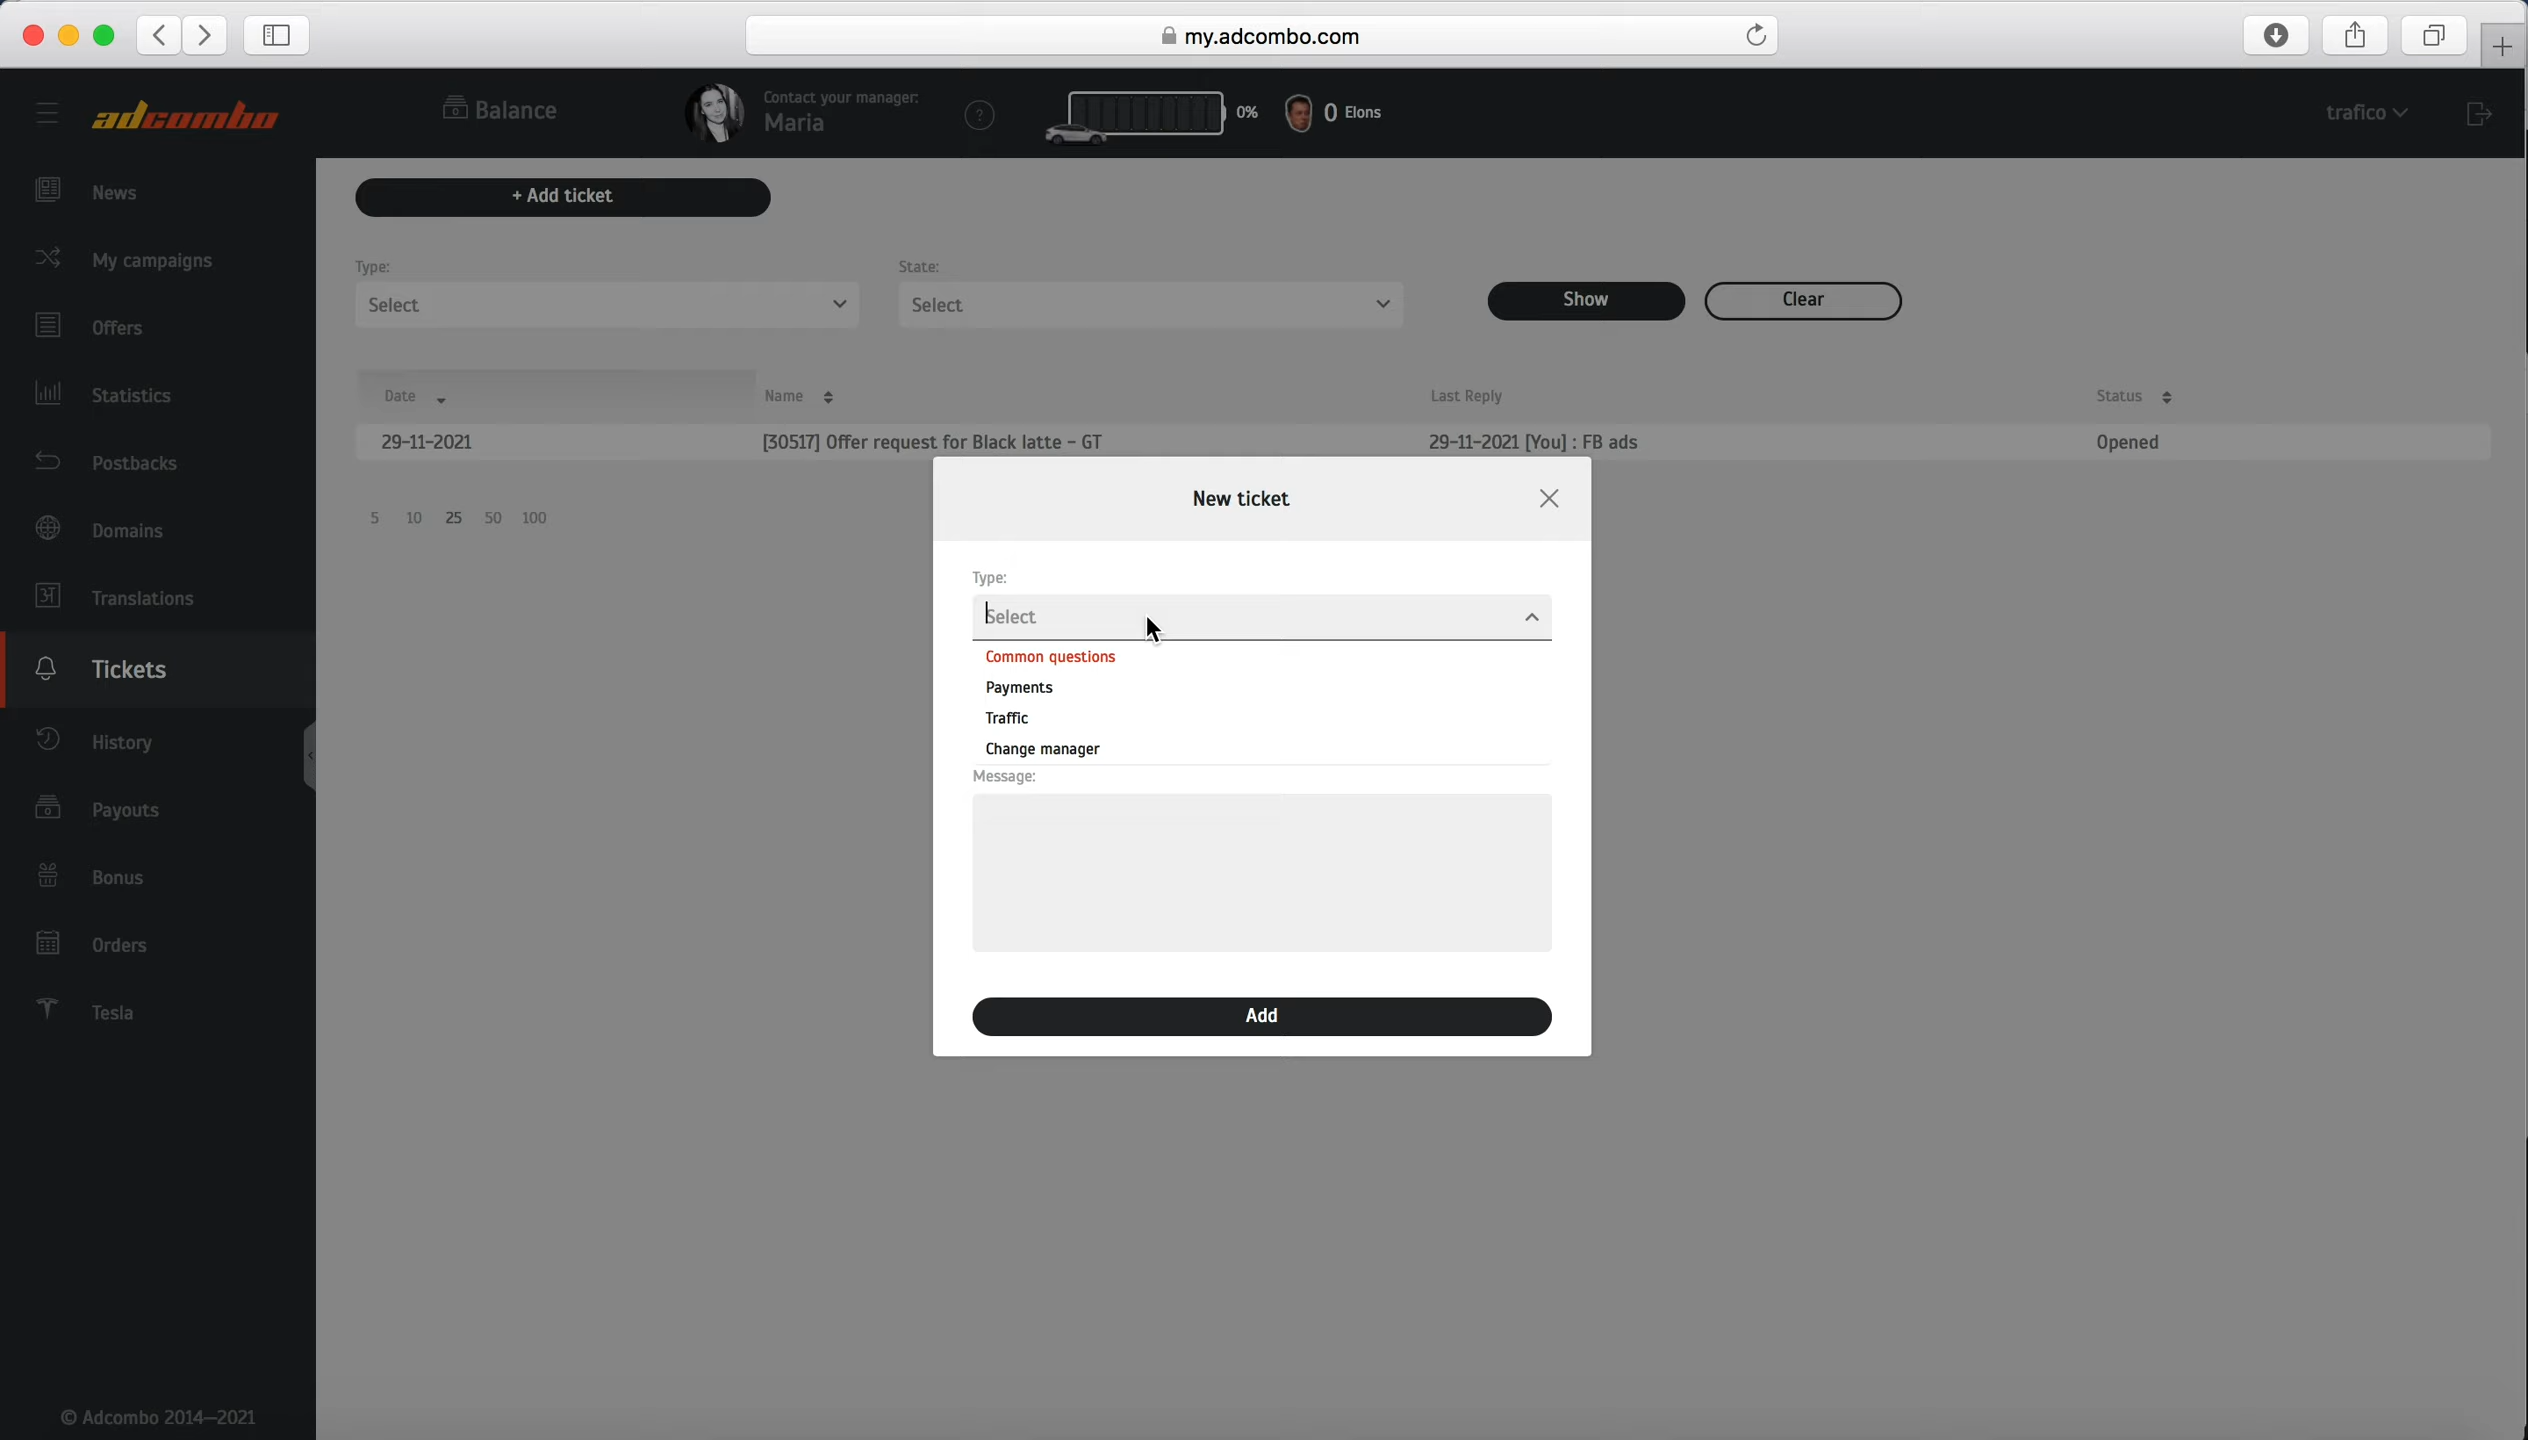 my.adcombo.com
adcombo
Balance
Contact your manager:
Maria
?
0%
0 Elons
trafico
News
My campaigns
Offers
Statistics
Postbacks
Domains
Translations
Tickets
History
Payouts
Bonus
Orders
Tesla
© Adcombo 2014—2021
+ Add ticket
Type:
State:
Select
Select
Show
Clear
Date
Name
Last Reply
Status
29-11-2021
[30517] Offer request for Black latte - GT
29-11-2021 [You] : FB ads
Opened
5 10 25 50 100
New ticket
Type:
Select
Common questions
Payments
Traffic
Change manager
Message:
Add